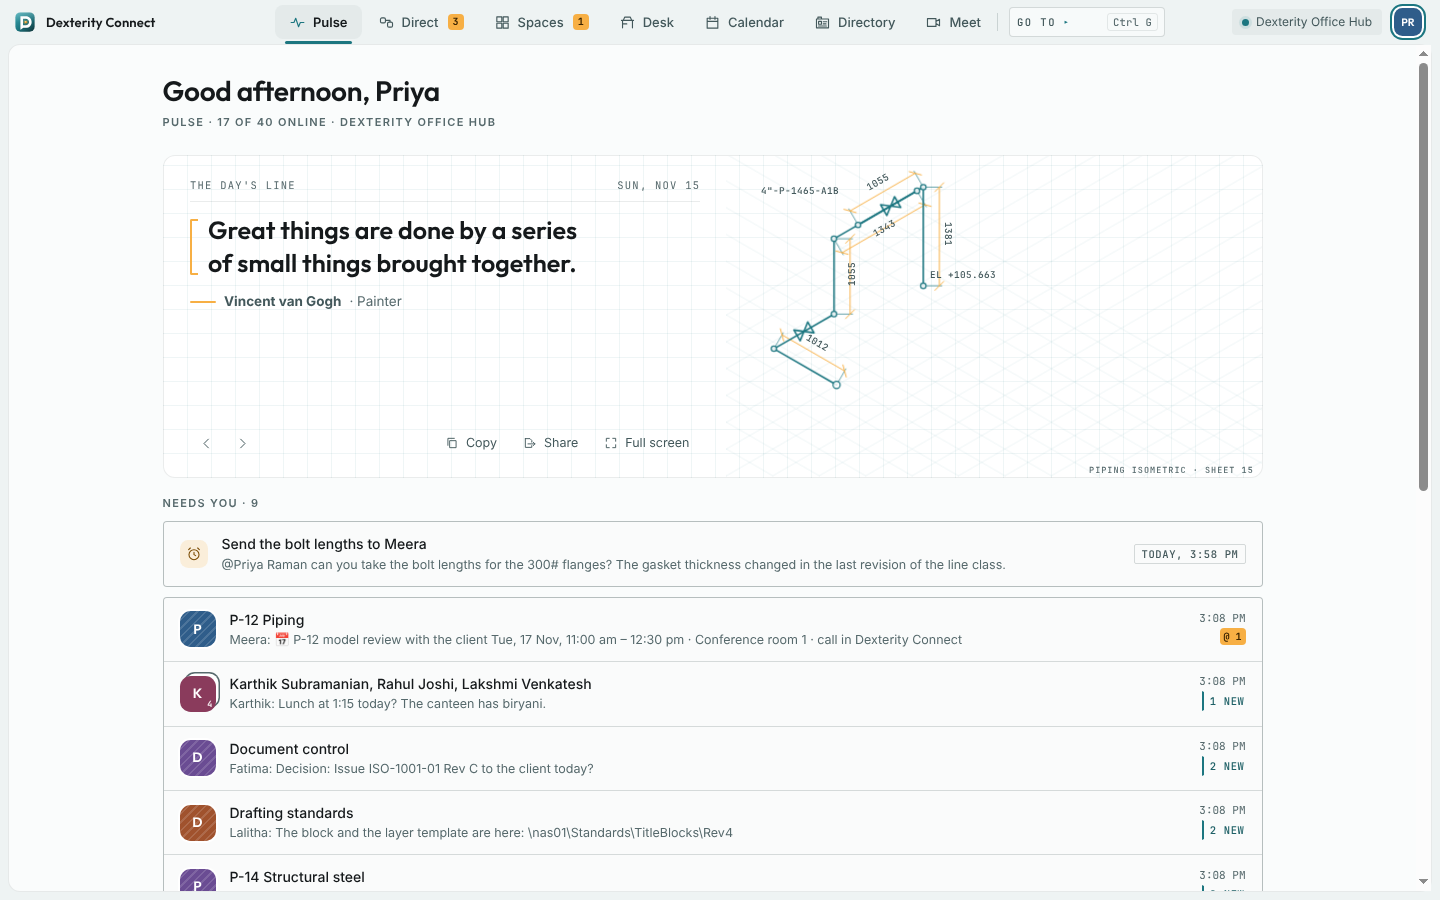 Dexterity Connect
Pulse
Direct 3
Spaces 1
Desk
Calendar
Directory
Meet
GO TO ▸ Ctrl G
Dexterity Office Hub
PR
Good afternoon, Priya
PULSE · 17 OF 40 ONLINE · DEXTERITY OFFICE HUB
THE DAY'S LINE
SUN, NOV 15
Great things are done by a series
of small things brought together.
Vincent van Gogh · Painter
Copy
Share
Full screen
4"-P-1465-A1B
1055
1343
1381
1055
EL +105.663
1012
PIPING ISOMETRIC · SHEET 15
NEEDS YOU · 9
Send the bolt lengths to Meera
@Priya Raman can you take the bolt lengths for the 300# flanges? The gasket thickness changed in the last revision of the line class.
TODAY, 3:58 PM
P
P-12 Piping
3:08 PM
Meera: 📅 P-12 model review with the client Tue, 17 Nov, 11:00 am – 12:30 pm · Conference room 1 · call in Dexterity Connect
@ 1
K 4
Karthik Subramanian, Rahul Joshi, Lakshmi Venkatesh
3:08 PM
Karthik: Lunch at 1:15 today? The canteen has biryani.
1 NEW
D
Document control
3:08 PM
Fatima: Decision: Issue ISO-1001-01 Rev C to the client today?
2 NEW
D
Drafting standards
3:08 PM
Lalitha: The block and the layer template are here: \nas01\Standards\TitleBlocks\Rev4
2 NEW
P
P-14 Structural steel
3:08 PM